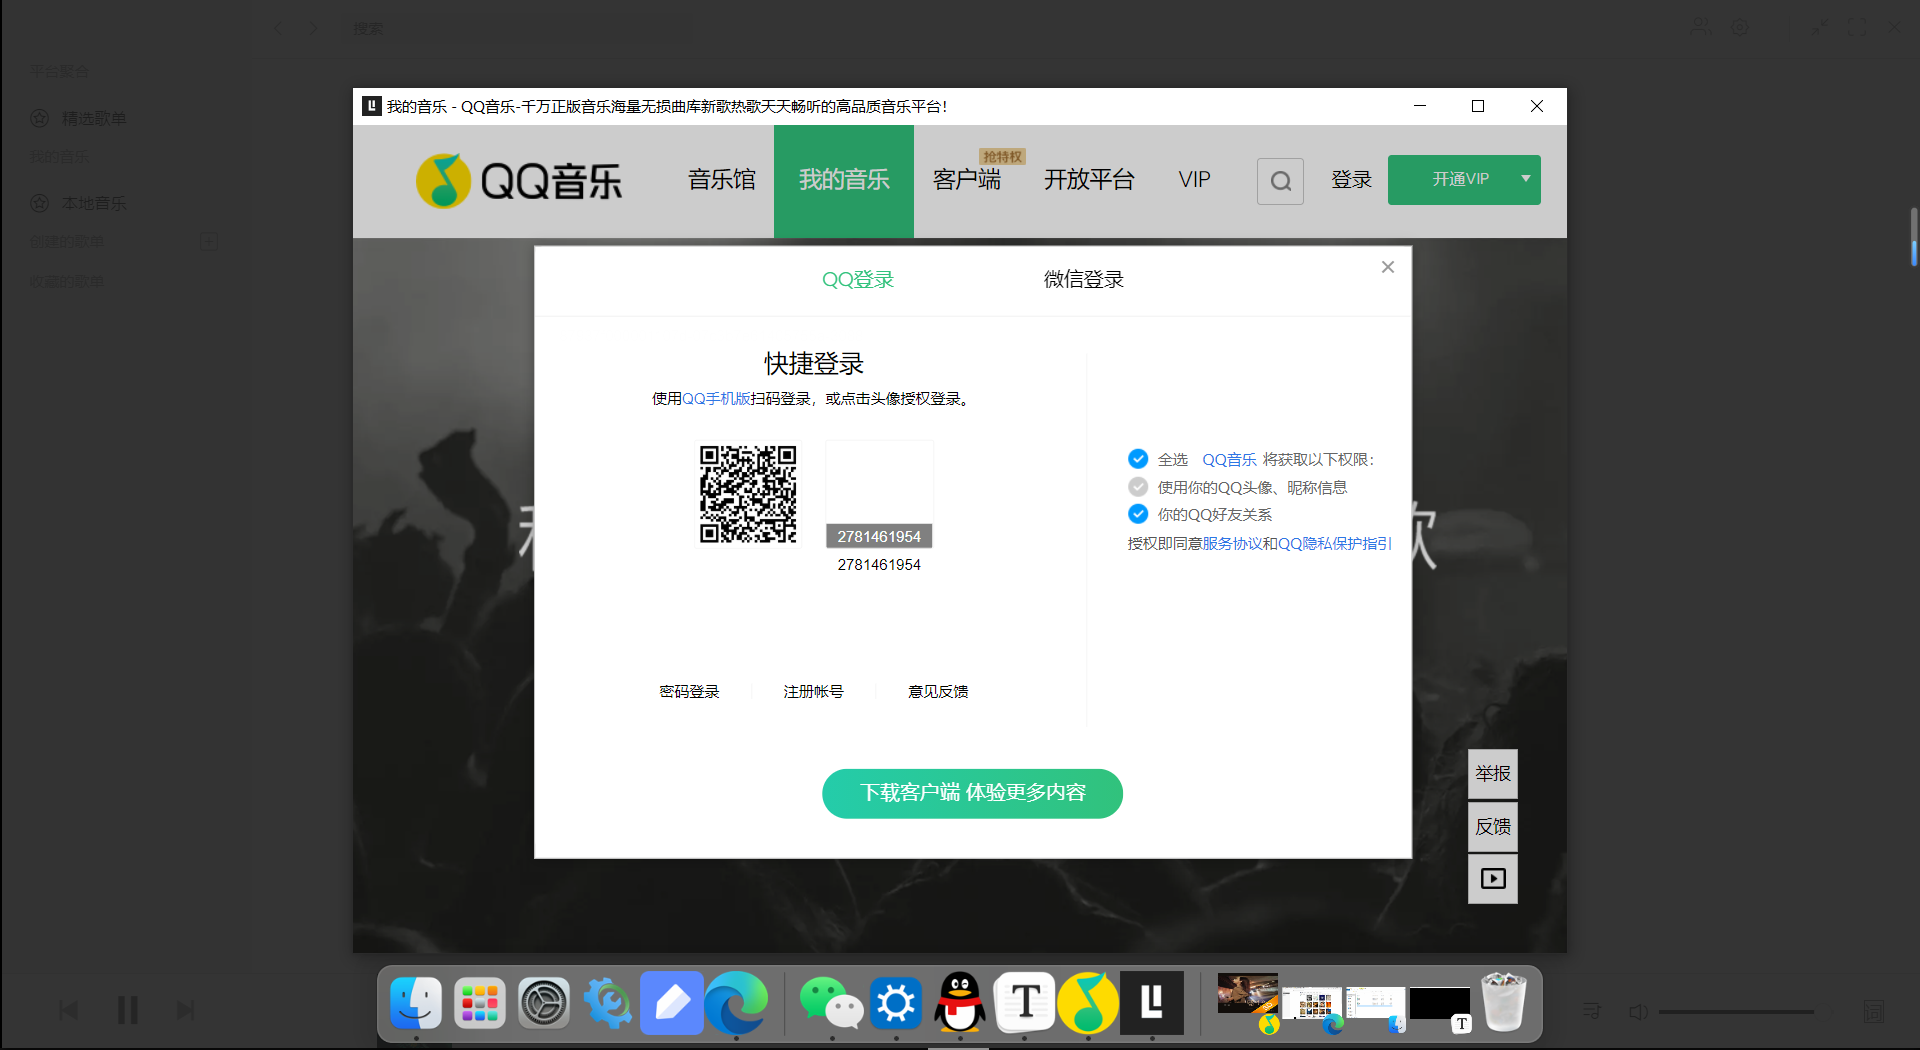 搜索
平台聚合
精选歌单
我的音乐
本地音乐
创建的歌单
收藏的歌单
我的音乐 - QQ音乐-千万正版音乐海量无损曲库新歌热歌天天畅听的高品质音乐平台!
QQ音乐
音乐馆
我的音乐
客户端
抢特权
开放平台
VIP
登录
开通VIP
QQ登录
微信登录
快捷登录
使用QQ手机版扫码登录，或点击头像授权登录。
2781461954
2781461954
全选 QQ音乐 将获取以下权限：
使用你的QQ头像、昵称信息
你的QQ好友关系
授权即同意服务协议和QQ隐私保护指引
密码登录
注册帐号
意见反馈
下载客户端 体验更多内容
举报
反馈
词